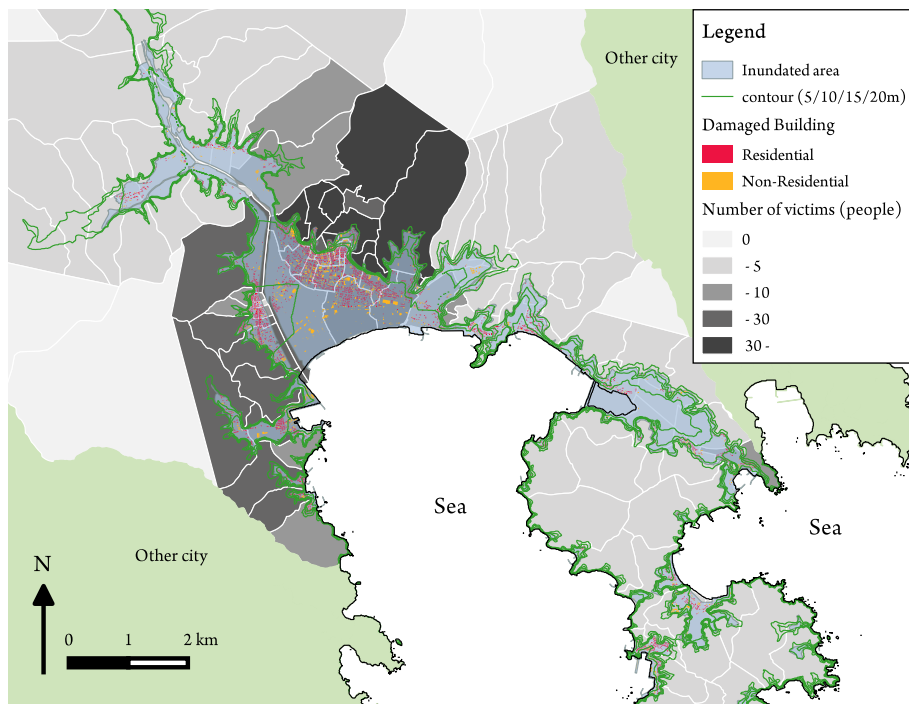 Other city
Legend
Inundated area
contour (5/10/15/20m)
Damaged Building
Residential
Non-Residential
Number of victims (people)
0
- 5
- 10
- 30
30 -
Sea
Sea
Other city
N
0 1 2 km